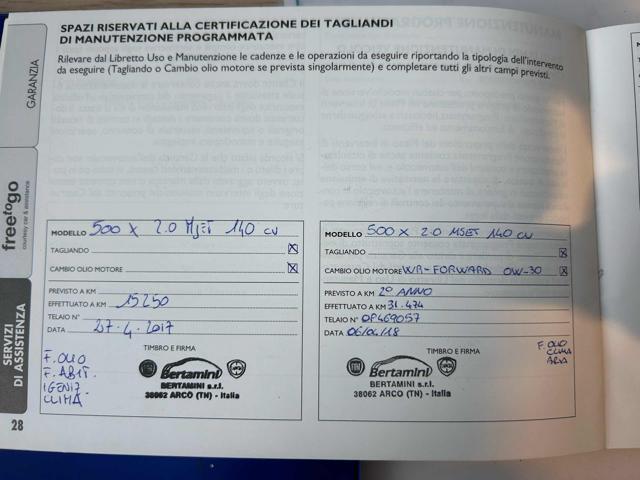 SPAZI RISERVATI ALLA CERTIFICAZIONE DEI TAGLIANDI
DI MANUTENZIONE PROGRAMMATA
Rilevare dal Libretto Uso e Manutenzione le cadenze e le operazioni da eseguire riportando la tipologia dell'intervento
da eseguire (Tagliando o Cambio olio motore se prevista singolarmente) e completare tutti gli altri campi previsti.
GARANZIA
freetogo
courtesy car & assistance
SERVIZI
DI ASSISTENZA
MODELLO 500 X 2.0 MJET 140 CV
TAGLIANDO X
CAMBIO OLIO MOTORE X
PREVISTO A KM
EFFETTUATO A KM 15250
TELAIO N°
DATA 27-4-2017
TIMBRO E FIRMA
F. OLIO
F. ABIT.
IGENIZ
CLIMA
Bertamini
BERTAMINI s.r.l.
38062 ARCO (TN) - Italia
MODELLO 500 X 2.0 MSET 140 CV
TAGLIANDO X
CAMBIO OLIO MOTORE WR-FORWARD 0W-30 X
PREVISTO A KM 2° ANNO
EFFETTUATO A KM 31.474
TELAIO N° 0P469057
DATA 06/04/18
TIMBRO E FIRMA
F. OLIO
CLIMA
ARIA
Bertamini
BERTAMINI s.r.l.
38062 ARCO (TN) - Italia
28